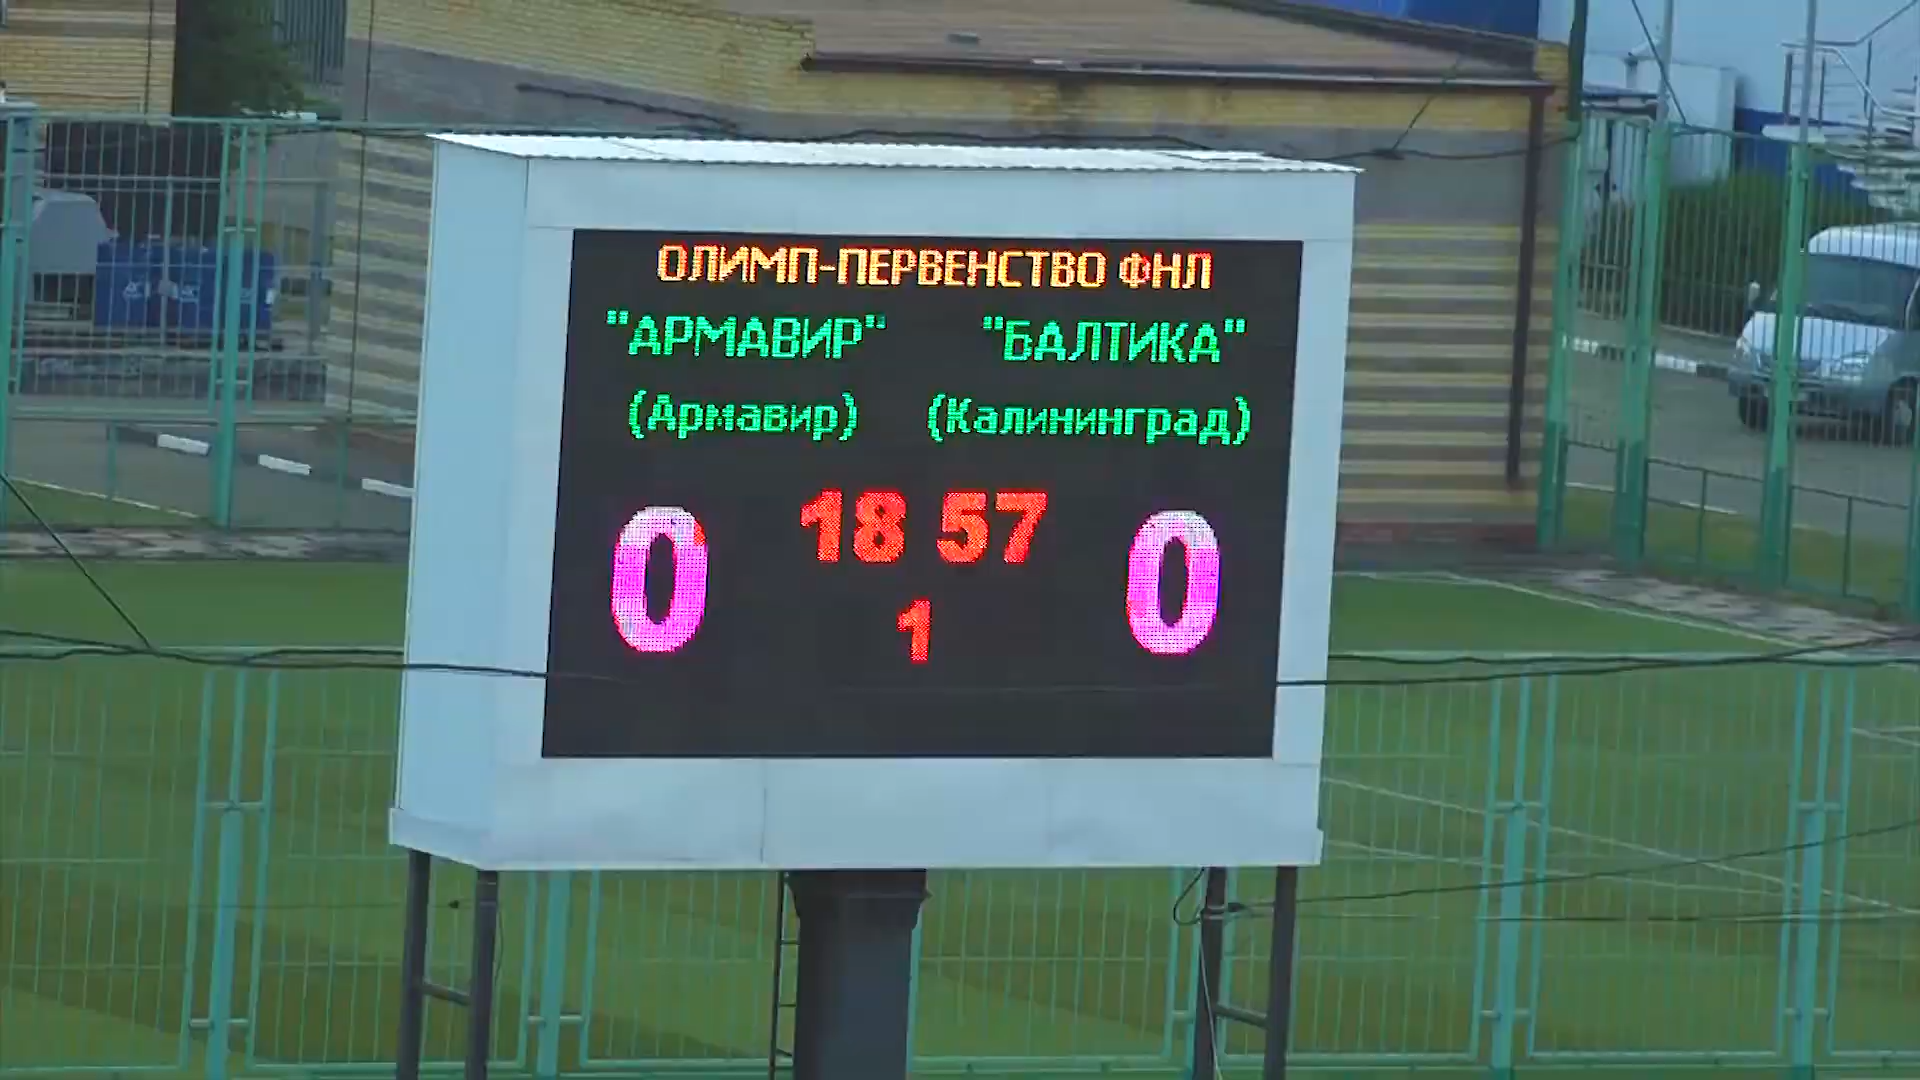 ОЛИМП-ПЕРВЕНСТВО ФНЛ
"АРМАВИР" "БАЛТИКА"
(Армавир) (Калининград)
0 18 57 0
1